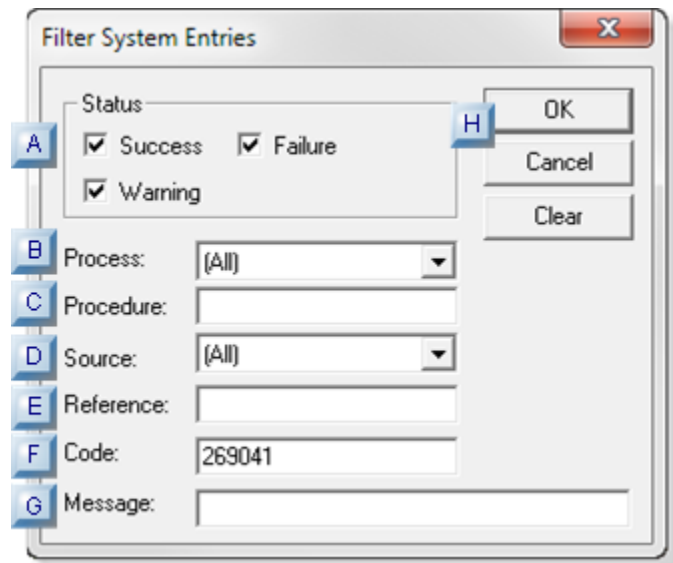 Filter System Entries
Status
H OK
A Success Failure
Cancel
Warning
Clear
B Process: (All)
C Procedure:
D Source: (All)
E Reference:
F Code: 269041
G Message: